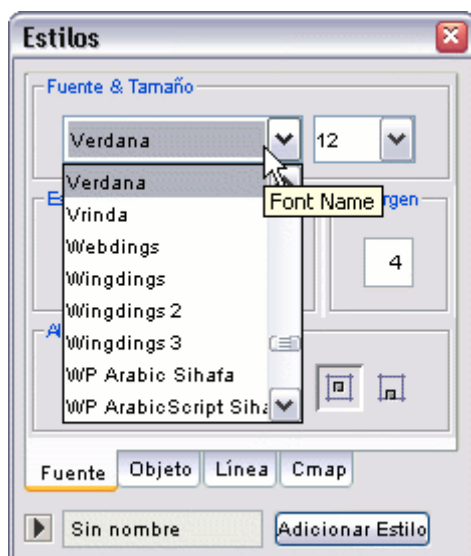 Estilos
Fuente & Tamaño
Verdana
12
Verdana
Font Name
Vrinda
Webdings
4
Wingdings
Wingdings 2
Wingdings 3
WP Arabic Sihafa
WP ArabicScript Siha
Fuente Objeto Línea Cmap
Sin nombre Adicionar Estilo